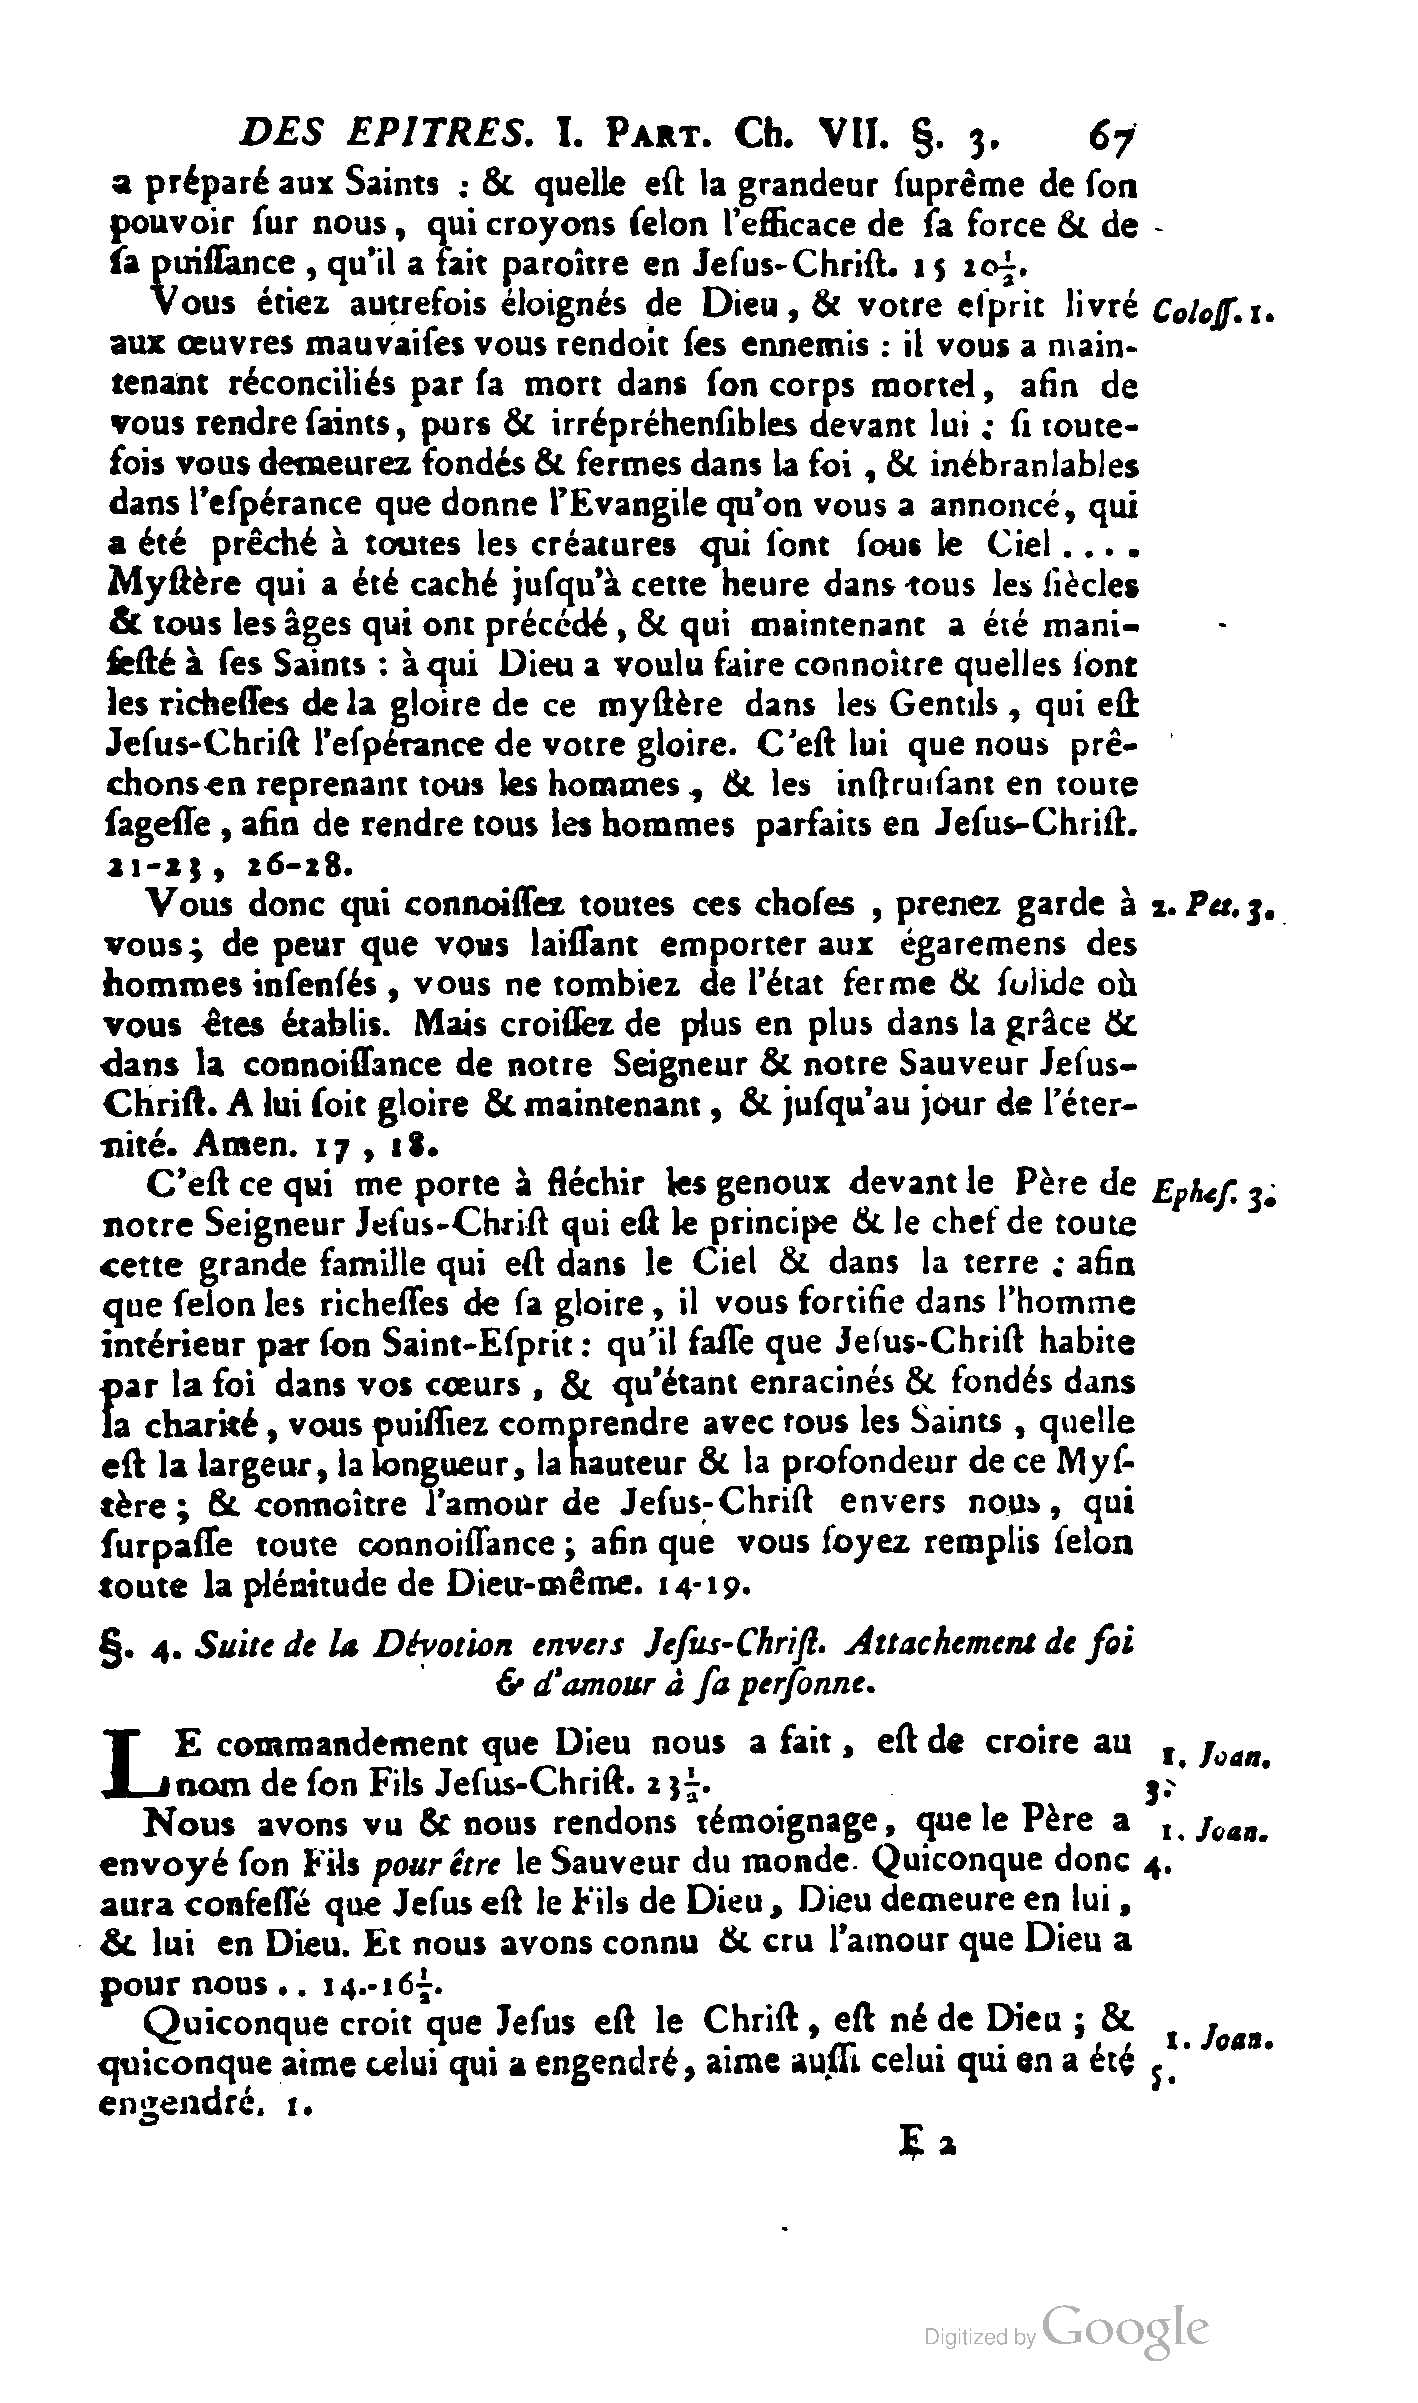 DES EPITRES. I. PART. Ch. VII. §. 3. 67
a préparé aux Saints : & quelle eſt la grandeur ſuprême de ſon
pouvoir ſur nous, qui croyons ſelon l'efficace de ſa force & de
ſa puiſſance, qu'il a fait paroître en Jeſus-Chriſt. 15 20½.
Vous étiez autrefois éloignés de Dieu, & votre eſprit livré Coloſſ. 1.
aux œuvres mauvaiſes vous rendoit ſes ennemis : il vous a main-
tenant réconciliés par ſa mort dans ſon corps mortel, afin de
vous rendre ſaints, purs & irrépréhenſibles devant lui ; ſi toute-
fois vous demeurez fondés & fermes dans la foi, & inébranlables
dans l'eſpérance que donne l'Evangile qu'on vous a annoncé, qui
a été prêché à toutes les créatures qui ſont ſous le Ciel....
Myſtère qui a été caché juſqu'à cette heure dans tous les ſiècles
& tous les âges qui ont précédé, & qui maintenant a été mani-
feſté à ſes Saints : à qui Dieu a voulu faire connoître quelles ſont
les richeſſes de la gloire de ce myſtère dans les Gentils, qui eſt
Jeſus-Chriſt l'eſpérance de votre gloire. C'eſt lui que nous prê-
chons en reprenant tous les hommes, & les inſtruiſant en toute
ſageſſe, afin de rendre tous les hommes parfaits en Jeſus-Chriſt.
21-23, 26-28.
Vous donc qui connoiſſez toutes ces choſes, prenez garde à 2. Pet. 3.
vous; de peur que vous laiſſant emporter aux égaremens des
hommes inſenſés, vous ne tombiez de l'état ferme & ſolide où
vous êtes établis. Mais croiſſez de plus en plus dans la grâce &
dans la connoiſſance de notre Seigneur & notre Sauveur Jeſus-
Chriſt. A lui ſoit gloire & maintenant, & juſqu'au jour de l'éter-
nité. Amen. 17, 18.
C'eſt ce qui me porte à fléchir les genoux devant le Père de Epheſ. 3.
notre Seigneur Jeſus-Chriſt qui eſt le principe & le chef de toute
cette grande famille qui eſt dans le Ciel & dans la terre ; afin
que ſelon les richeſſes de ſa gloire, il vous fortifie dans l'homme
intérieur par ſon Saint-Eſprit : qu'il faſſe que Jeſus-Chriſt habite
par la foi dans vos cœurs, & qu'étant enracinés & fondés dans
la charité, vous puiſſiez comprendre avec tous les Saints, quelle
eſt la largeur, la longueur, la hauteur & la profondeur de ce Myſ-
tère ; & connoître l'amour de Jeſus-Chriſt envers nous, qui
ſurpaſſe toute connoiſſance ; afin que vous ſoyez remplis ſelon
toute la plénitude de Dieu-même. 14-19.
§. 4. Suite de la Dévotion envers Jeſus-Chriſt. Attachement de foi
& d'amour à ſa perſonne.
LE commandement que Dieu nous a fait, eſt de croire au 1. Joan.
nom de ſon Fils Jeſus-Chriſt. 23½. 3.
Nous avons vu & nous rendons témoignage, que le Père a 1. Joan.
envoyé ſon Fils pour être le Sauveur du monde. Quiconque donc 4.
aura confeſſé que Jeſus eſt le Fils de Dieu, Dieu demeure en lui,
& lui en Dieu. Et nous avons connu & cru l'amour que Dieu a
pour nous.. 14.-16½.
Quiconque croit que Jeſus eſt le Chriſt, eſt né de Dieu ; & 1. Joan.
quiconque aime celui qui a engendré, aime auſſi celui qui en a été 5.
engendré. 1.
E 2
Digitized by Google